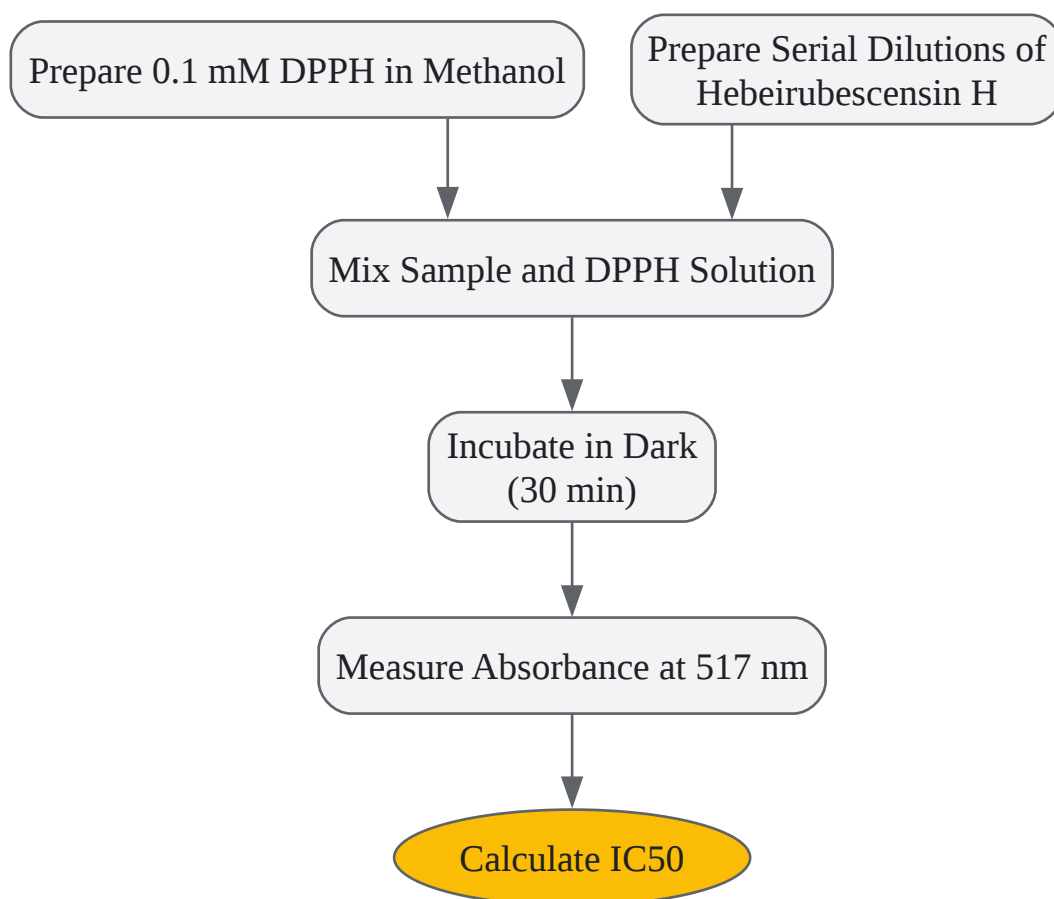 Prepare 0.1 mM DPPH in Methanol
Prepare Serial Dilutions of
Hebeirubescensin H
Mix Sample and DPPH Solution
Incubate in Dark
(30 min)
Measure Absorbance at 517 nm
Calculate IC50